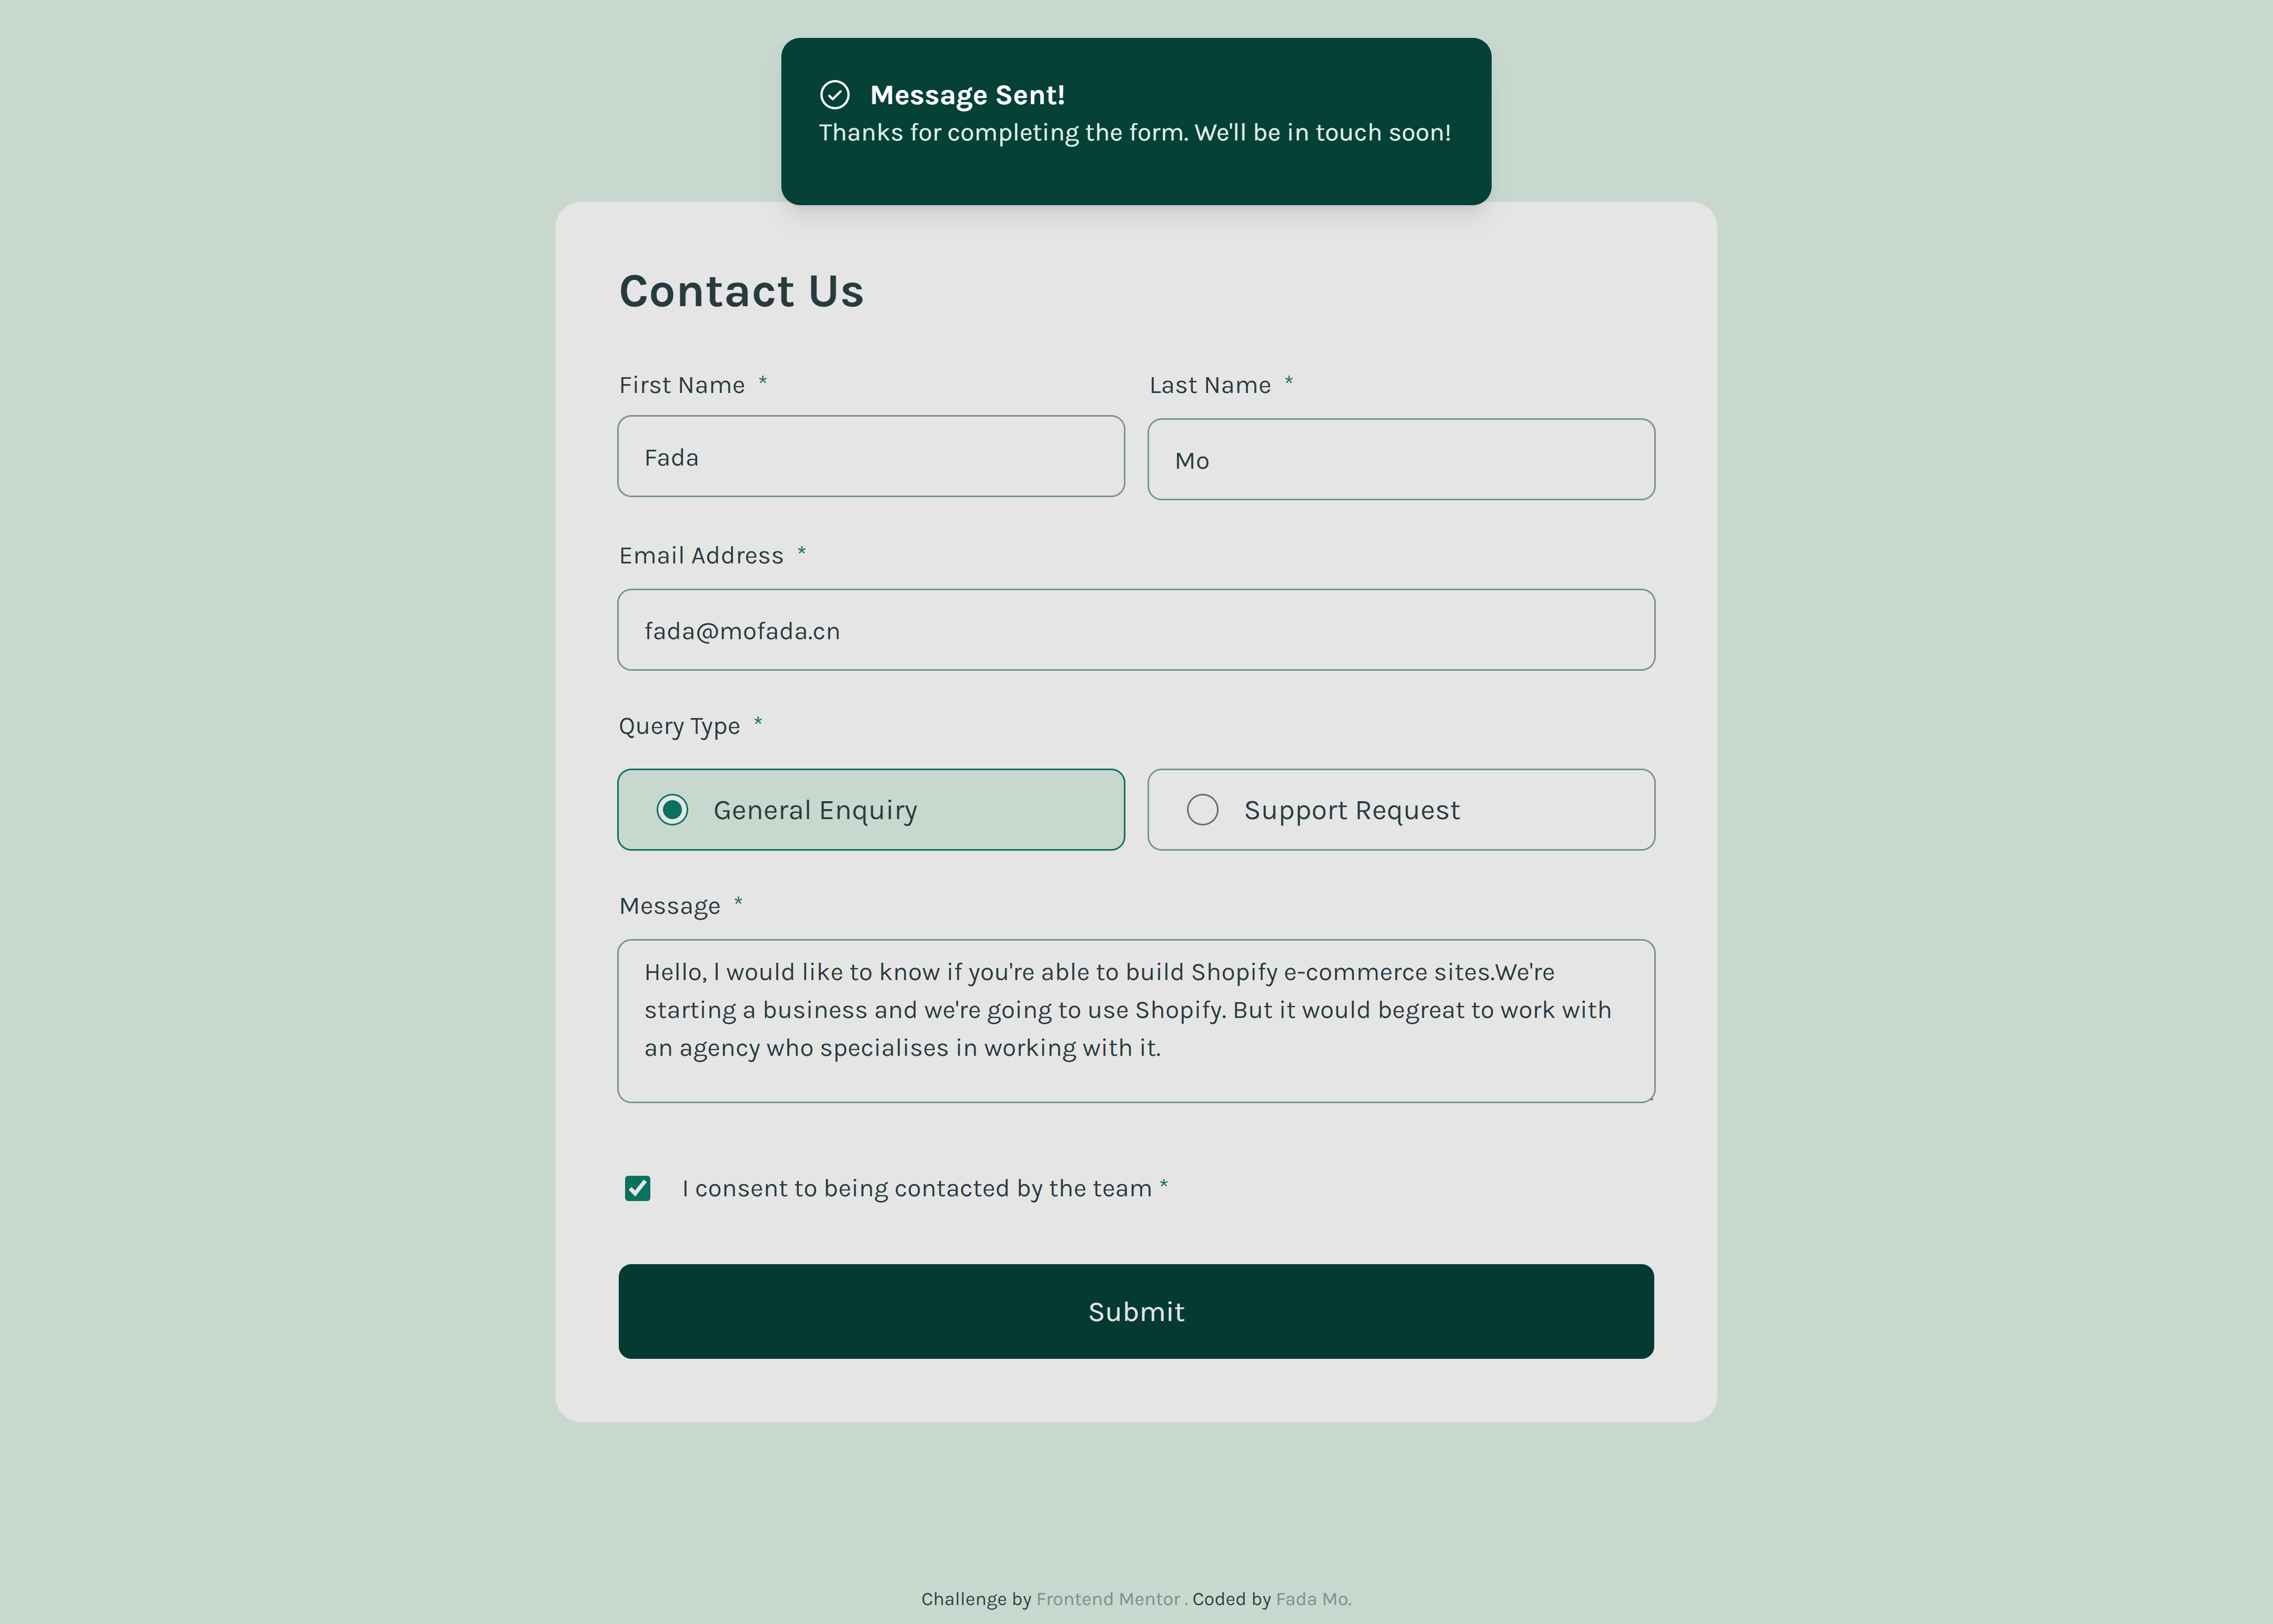 Message Sent!
Thanks for completing the form. We'll be in touch soon!
Contact Us
First Name *
Last Name *
Fada
Mo
Email Address *
fada@mofada.cn
Query Type *
General Enquiry
Support Request
Message *
Hello, I would like to know if you're able to build Shopify e-commerce sites.We're
starting a business and we're going to use Shopify. But it would begreat to work with
an agency who specialises in working with it.
I consent to being contacted by the team *
Submit
Challenge by Frontend Mentor . Coded by Fada Mo.